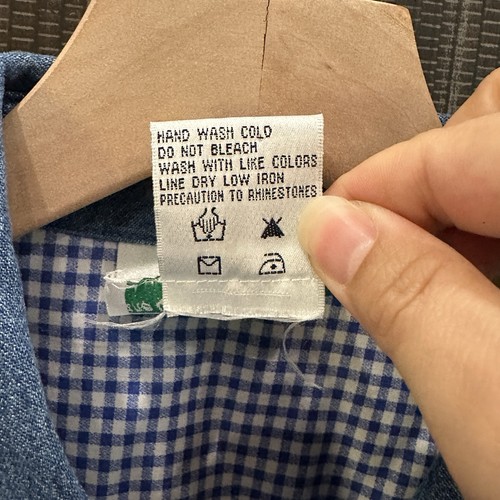 HAND WASH COLD
DO NOT BLEACH
WASH WITH LIKE COLORS
LINE DRY LOW IRON
PRECAUTION TO RHINESTONES